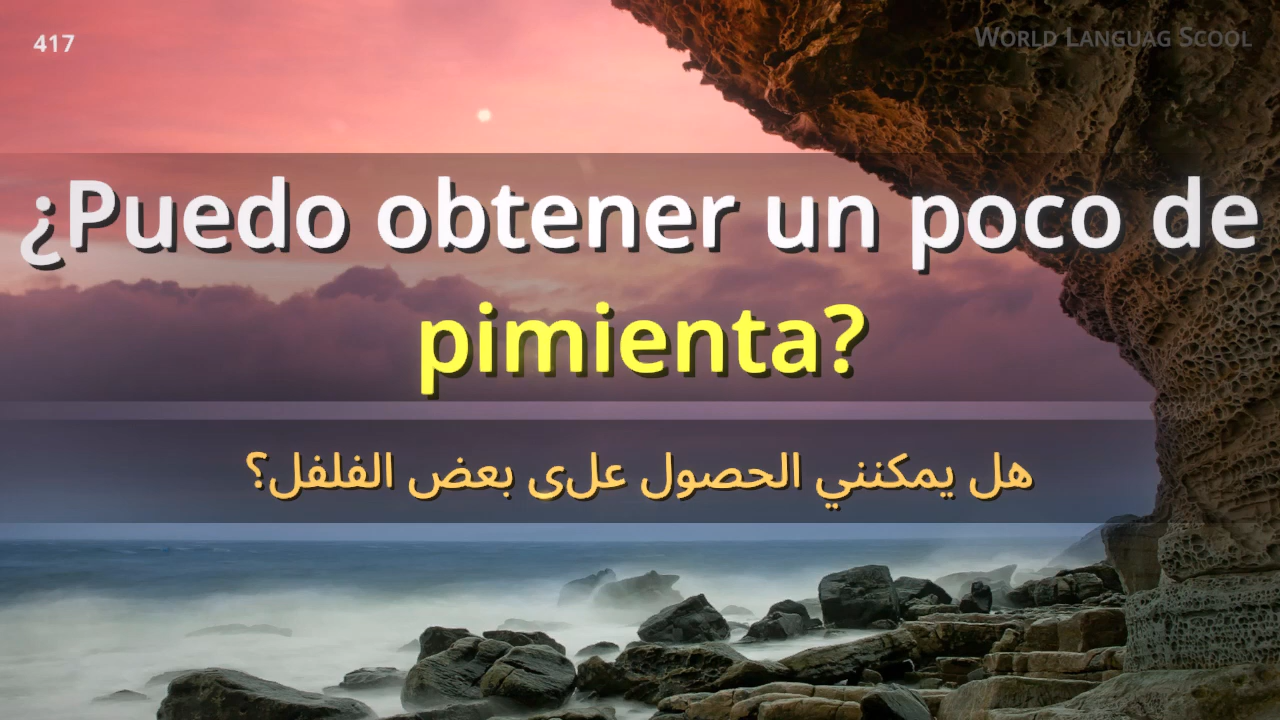 417
WORLD LANGUAG SCOOL
¿Puedo obtener un poco de
pimienta?
هل يمكنني الحصول على بعض الفلفل؟